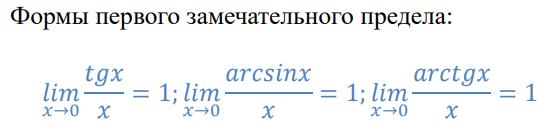 Формы первого замечательного предела:
lim_{x→0} tgx/x = 1; lim_{x→0} arcsinx/x = 1; lim_{x→0} arctgx/x = 1